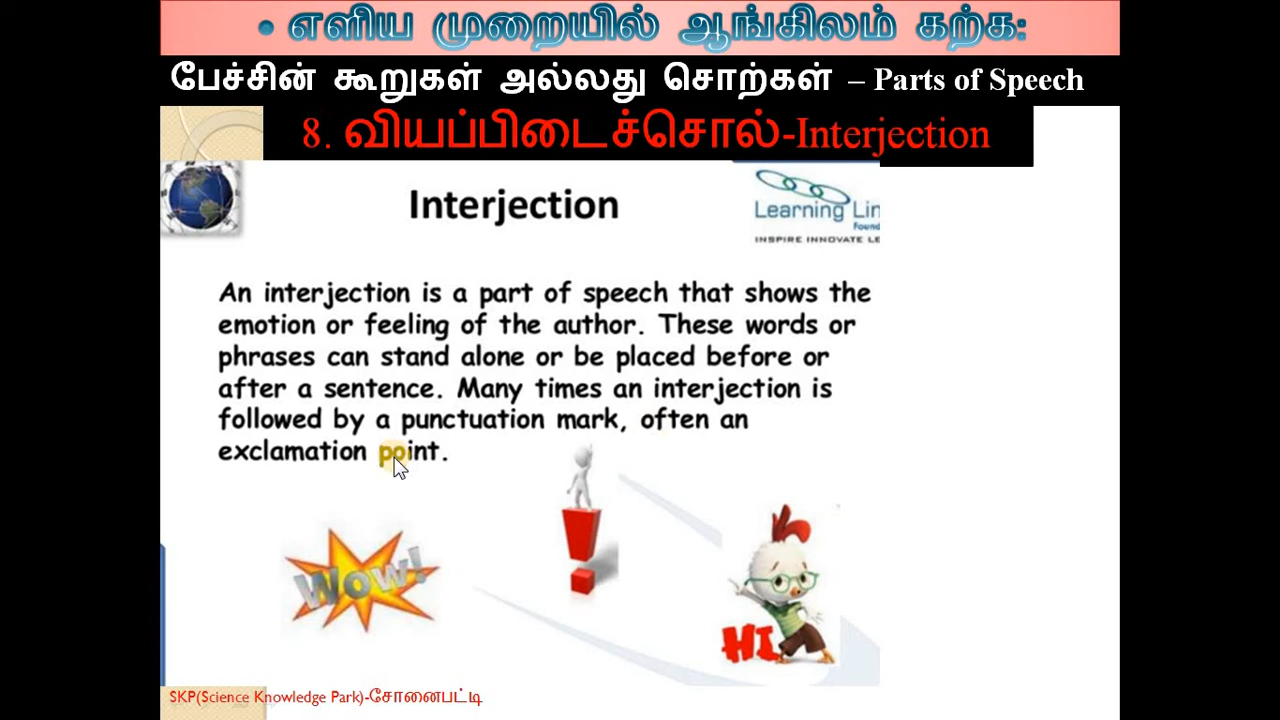 • எளிய முறையில் ஆங்கிலம் கற்க:
பேச்சின் கூறுகள் அல்லது சொற்கள் – Parts of Speech
8. வியப்பிடைச்சொல்-Interjection
Interjection
Learning Lin
Found
INSPIRE INNOVATE LE
An interjection is a part of speech that shows the
emotion or feeling of the author. These words or
phrases can stand alone or be placed before or
after a sentence. Many times an interjection is
followed by a punctuation mark, often an
exclamation point.
Wow!
HI
SKP(Science Knowledge Park)-சோனைபட்டி